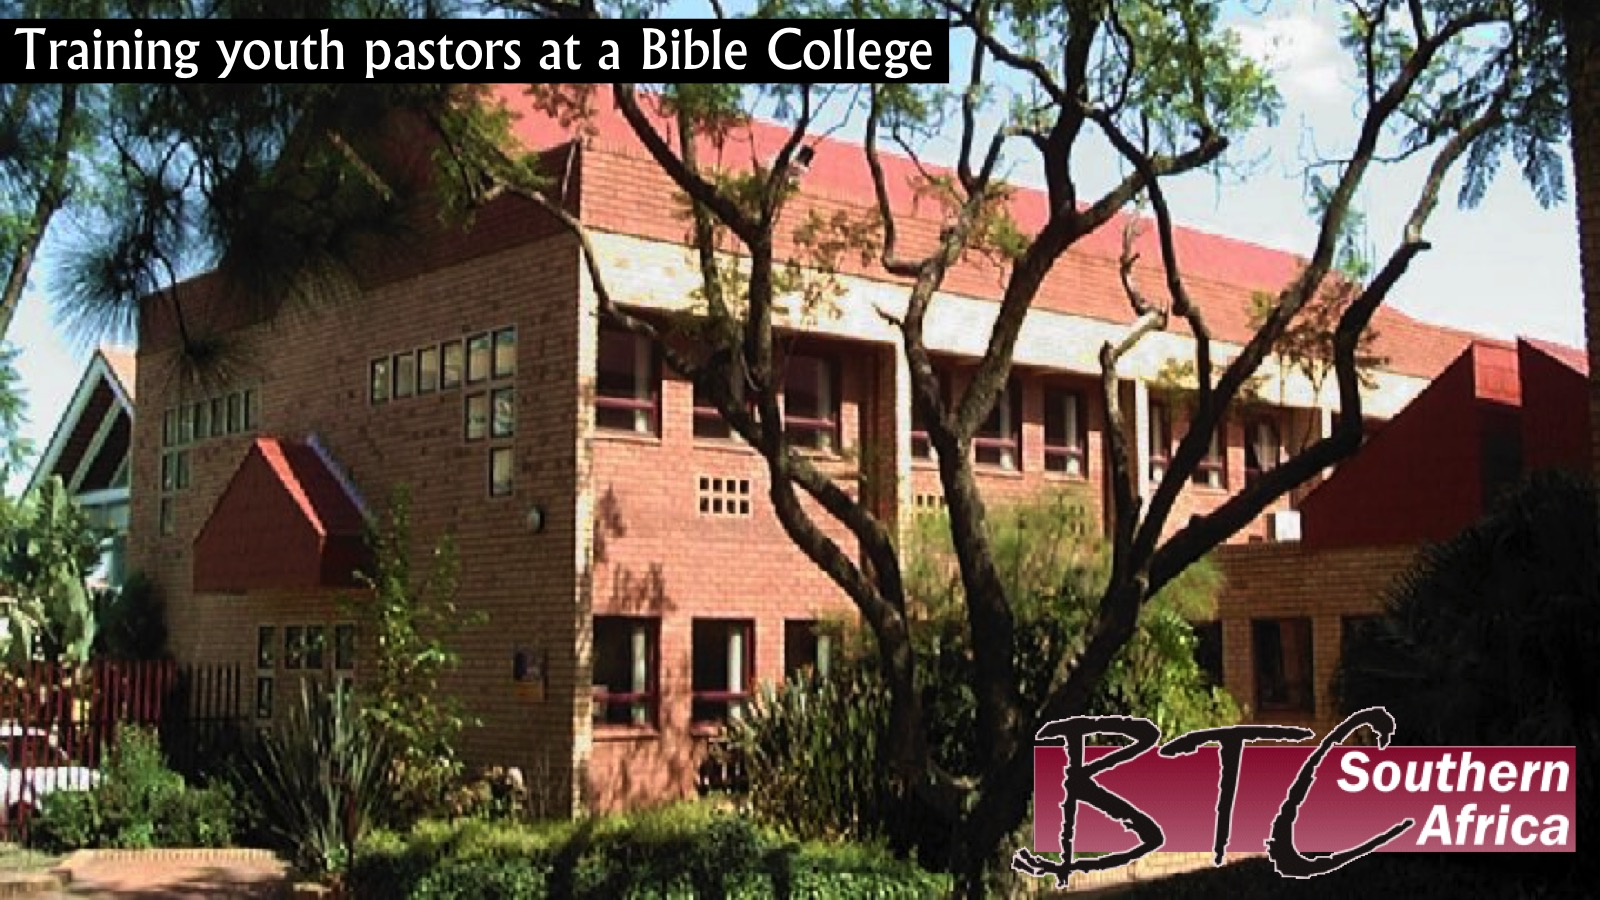 Training youth pastors at a Bible College
BTC
Southern
Africa